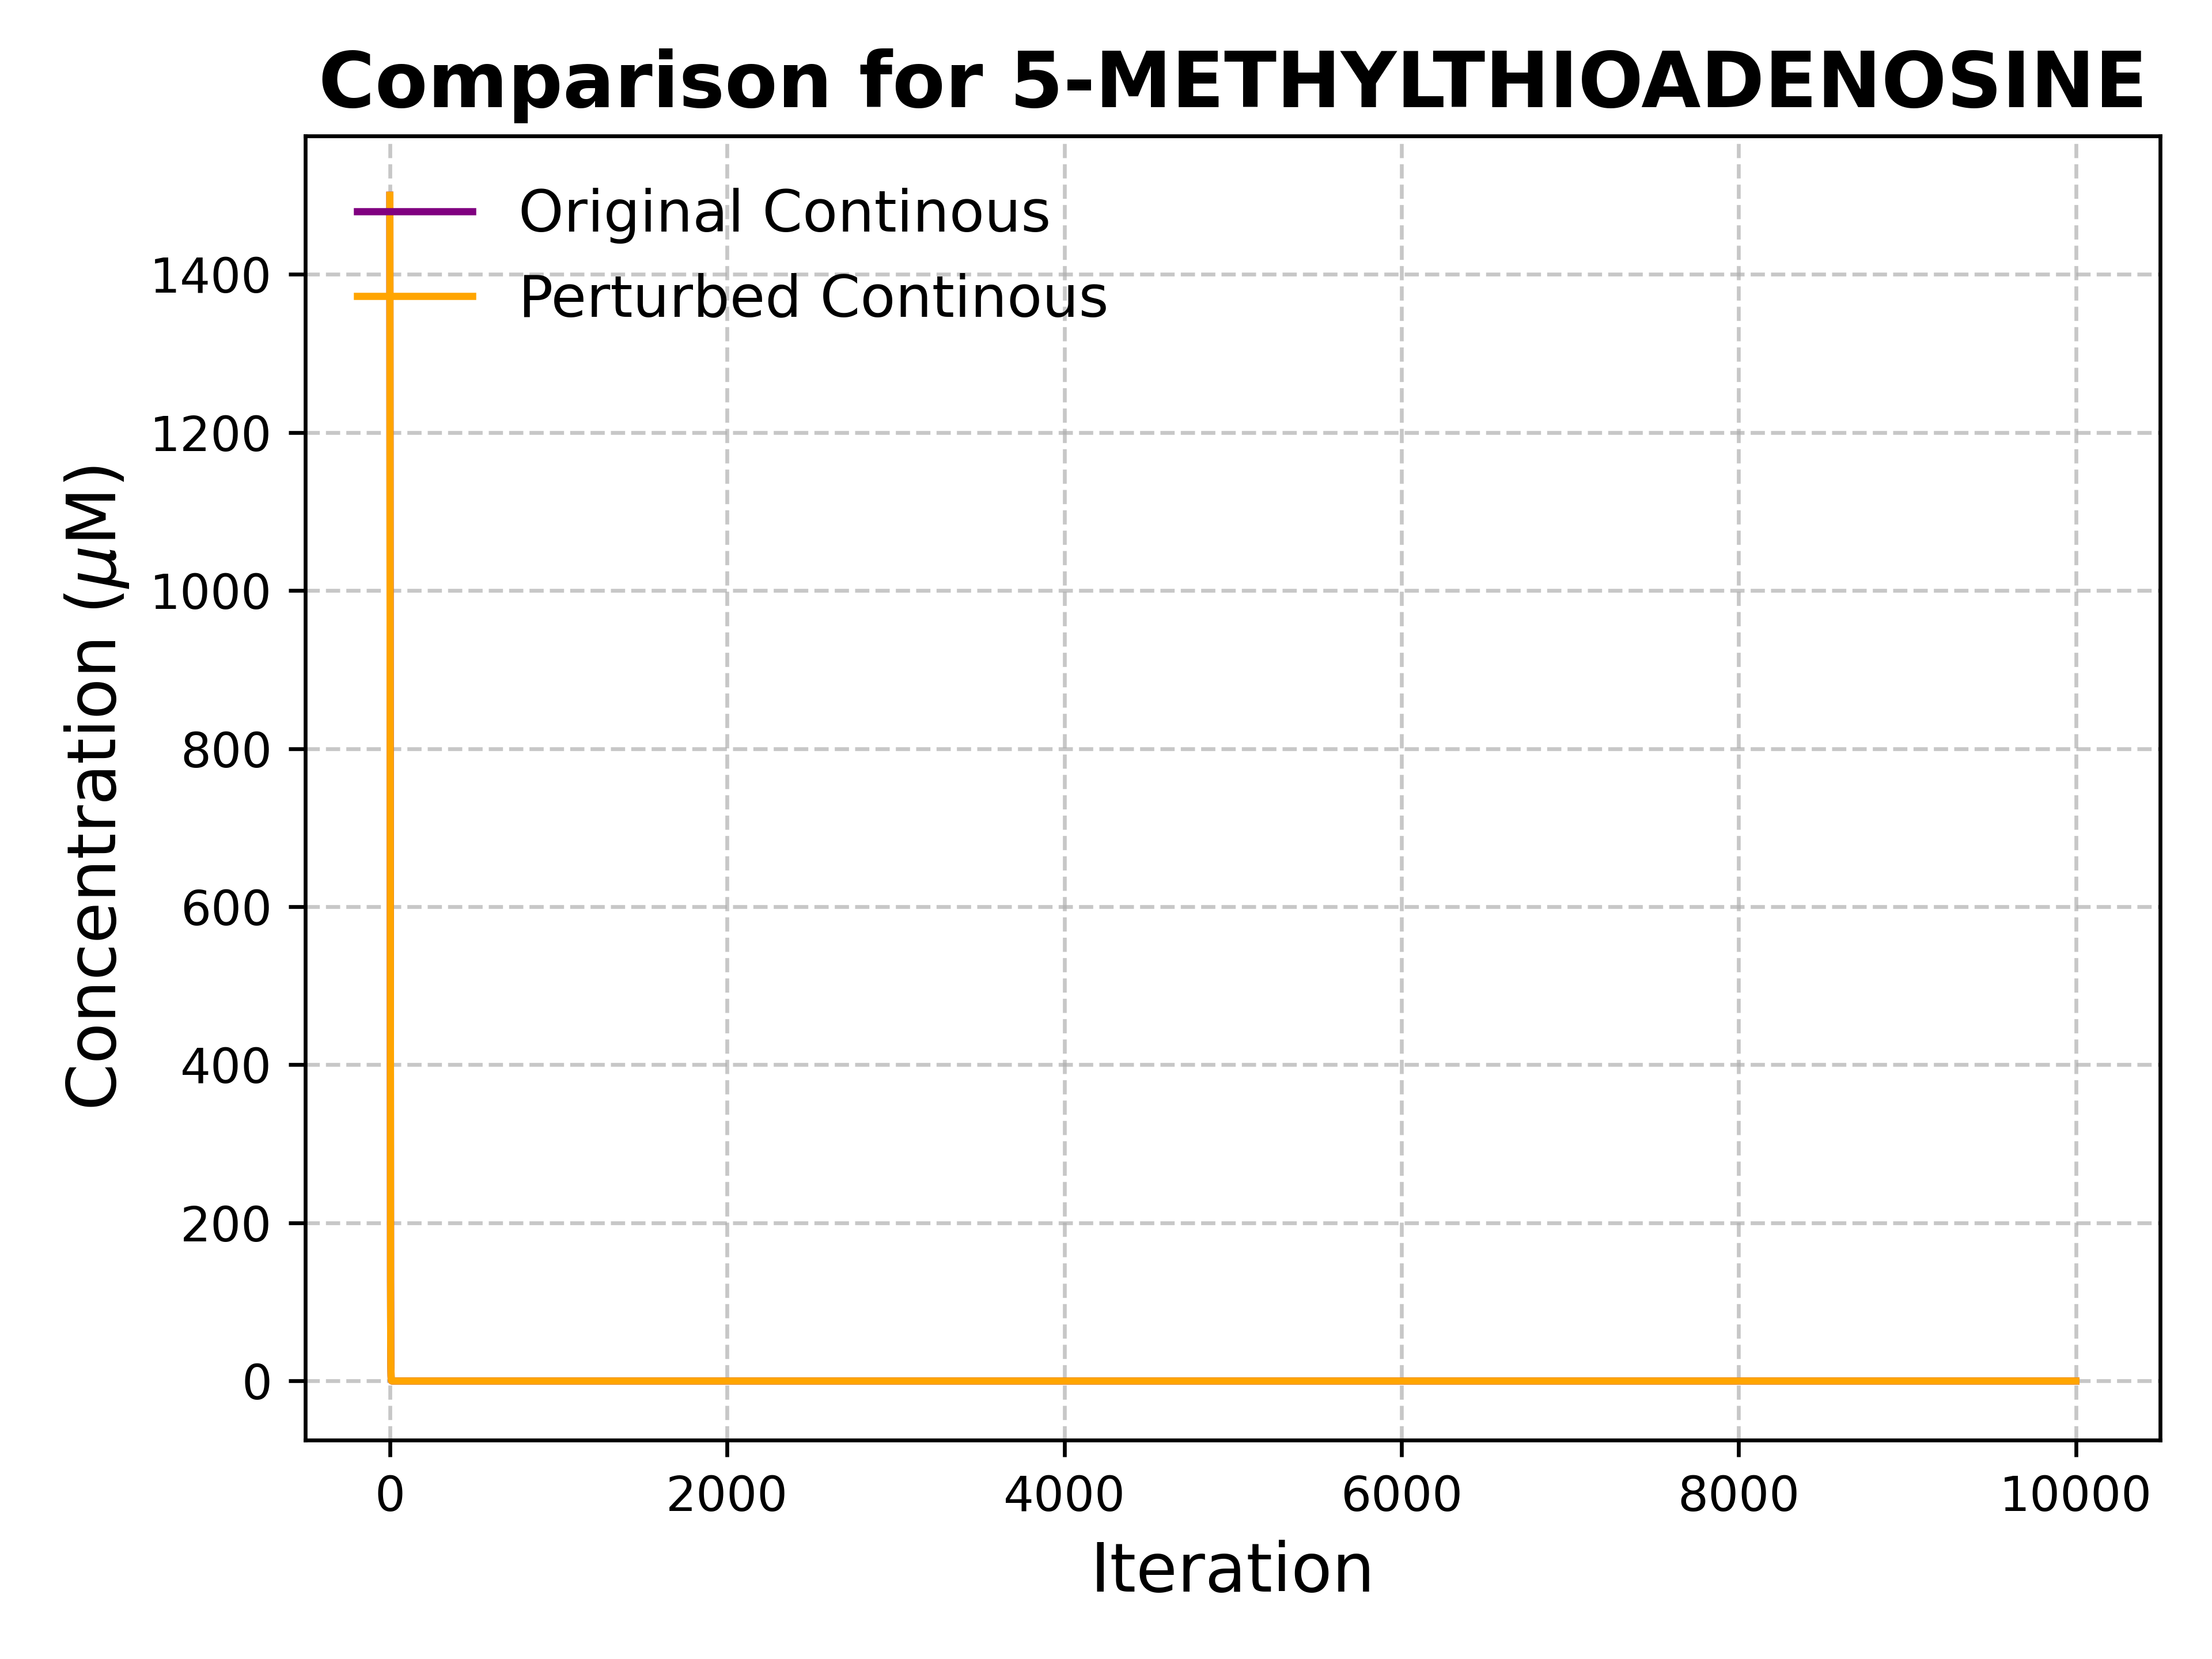 Comparison for 5-METHYLTHIOADENOSINE
Original Continous
Perturbed Continous
Concentration (μM)
1400
1200
1000
800
600
400
200
0
0 2000 4000 6000 8000 10000
Iteration